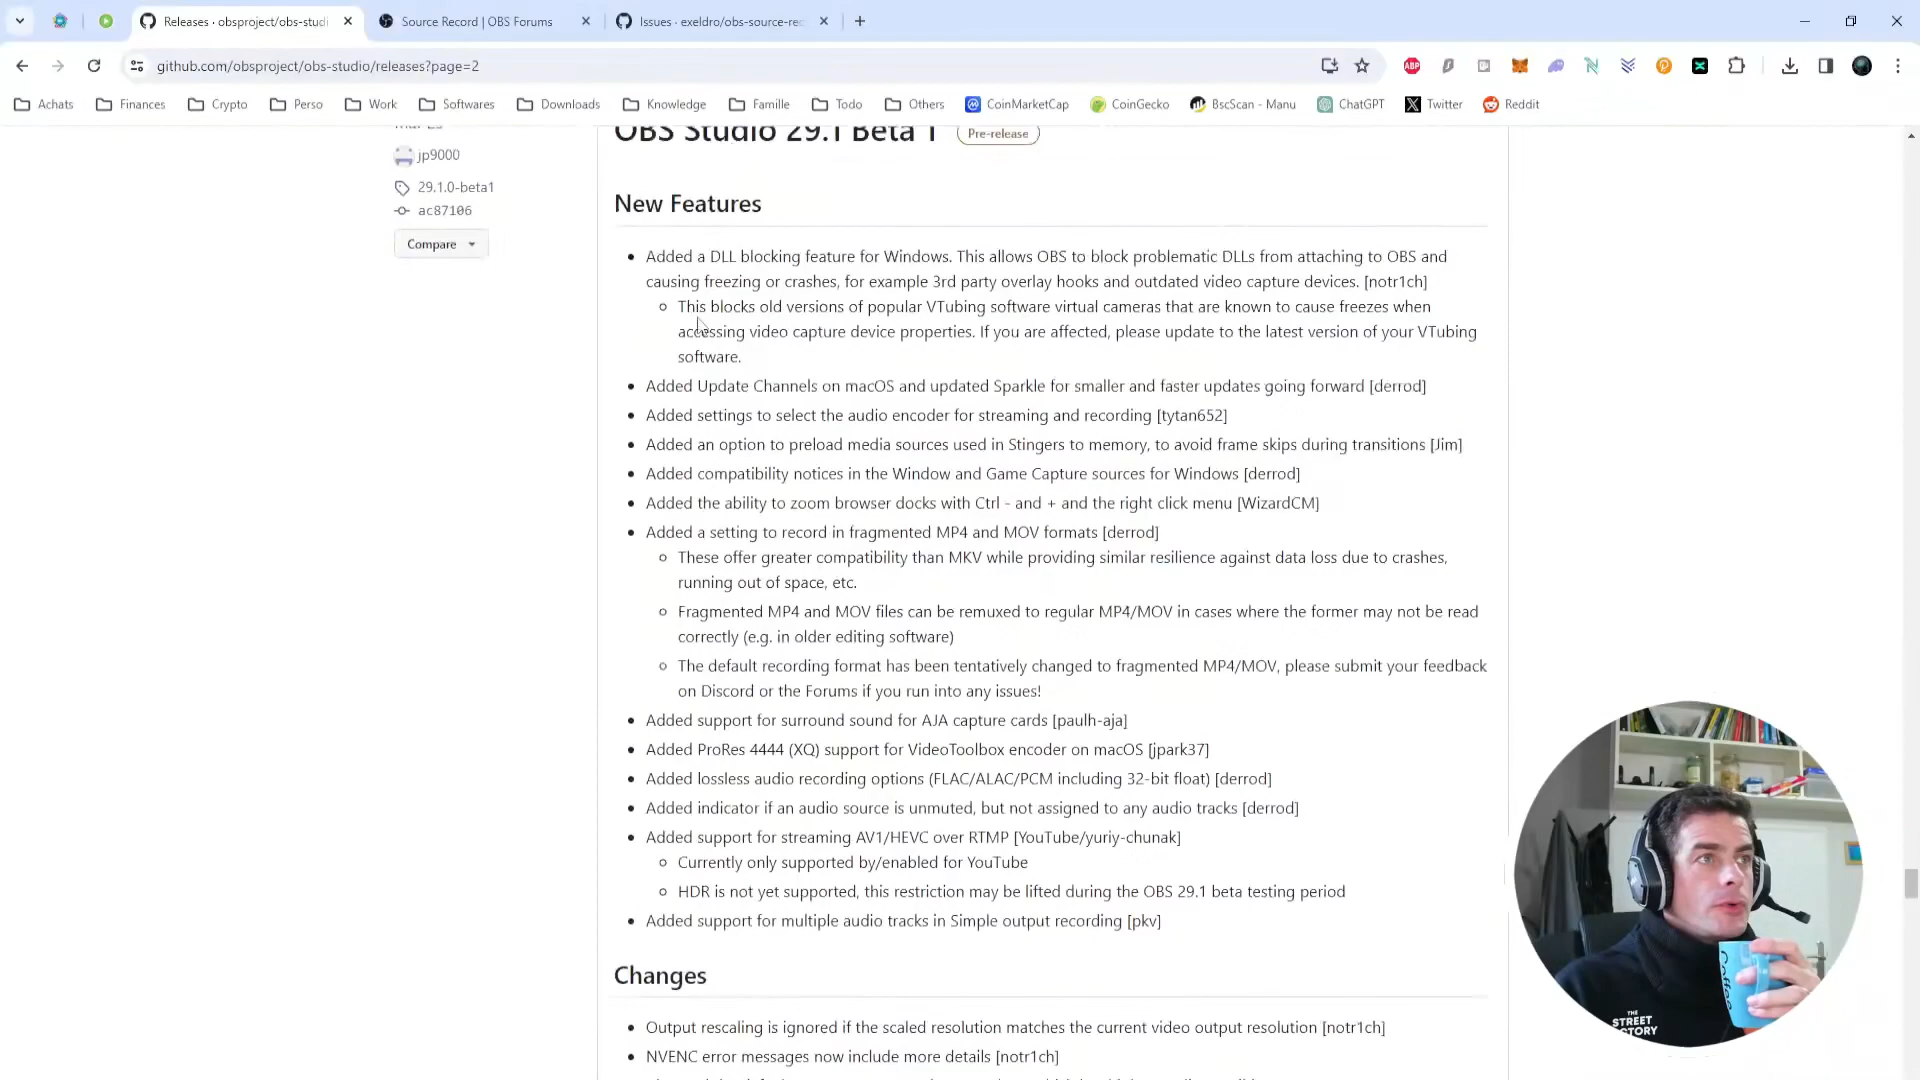 Releases · obsproject/obs-studi
Source Record | OBS Forums
Issues · exeldro/obs-source-rec
github.com/obsproject/obs-studio/releases?page=2
ABP
Achats
Finances
Crypto
Perso
Work
Softwares
Downloads
Knowledge
Famille
Todo
Others
CoinMarketCap
CoinGecko
BscScan - Manu
ChatGPT
Twitter
Reddit
OBS Studio 29.1 Beta 1
Pre-release
jp9000
29.1.0-beta1
ac87106
Compare
New Features
Added a DLL blocking feature for Windows. This allows OBS to block problematic DLLs from attaching to OBS and
causing freezing or crashes, for example 3rd party overlay hooks and outdated video capture devices. [notr1ch]
This blocks old versions of popular VTubing software virtual cameras that are known to cause freezes when
accessing video capture device properties. If you are affected, please update to the latest version of your VTubing
software.
Added Update Channels on macOS and updated Sparkle for smaller and faster updates going forward [derrod]
Added settings to select the audio encoder for streaming and recording [tytan652]
Added an option to preload media sources used in Stingers to memory, to avoid frame skips during transitions [Jim]
Added compatibility notices in the Window and Game Capture sources for Windows [derrod]
Added the ability to zoom browser docks with Ctrl - and + and the right click menu [WizardCM]
Added a setting to record in fragmented MP4 and MOV formats [derrod]
These offer greater compatibility than MKV while providing similar resilience against data loss due to crashes,
running out of space, etc.
Fragmented MP4 and MOV files can be remuxed to regular MP4/MOV in cases where the former may not be read
correctly (e.g. in older editing software)
The default recording format has been tentatively changed to fragmented MP4/MOV, please submit your feedback
on Discord or the Forums if you run into any issues!
Added support for surround sound for AJA capture cards [paulh-aja]
Added ProRes 4444 (XQ) support for VideoToolbox encoder on macOS [jpark37]
Added lossless audio recording options (FLAC/ALAC/PCM including 32-bit float) [derrod]
Added indicator if an audio source is unmuted, but not assigned to any audio tracks [derrod]
Added support for streaming AV1/HEVC over RTMP [YouTube/yuriy-chunak]
Currently only supported by/enabled for YouTube
HDR is not yet supported, this restriction may be lifted during the OBS 29.1 beta testing period
Added support for multiple audio tracks in Simple output recording [pkv]
Changes
Output rescaling is ignored if the scaled resolution matches the current video output resolution [notr1ch]
NVENC error messages now include more details [notr1ch]
Coffee
THE
STREET